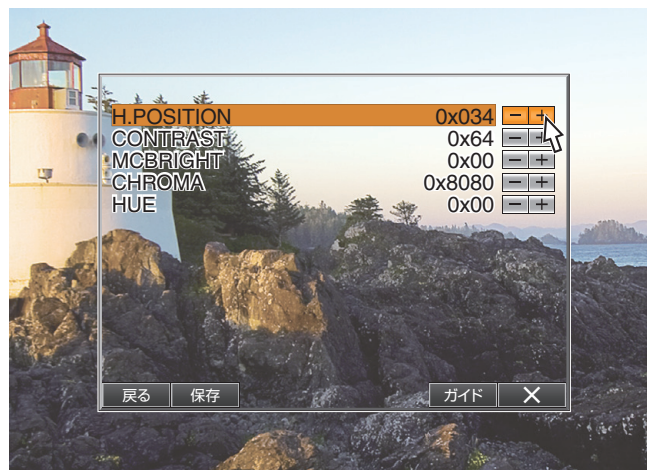 H.POSITION 0x034 - +
CONTRAST 0x64 - +
MCBRIGHT 0x00 - +
CHROMA 0x8080 - +
HUE 0x00 - +
戻る 保存 ガイド ×